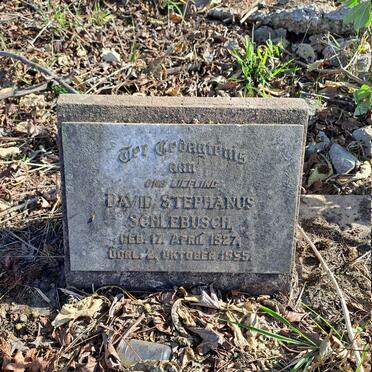 Ter Gedagtenis
aan
ONS LIEFLING
DAVID STEPHANUS
SCHLEBUSCH.
GEB. 17. APRIL 1927.
OORL. 2. OKTOBER 1955.